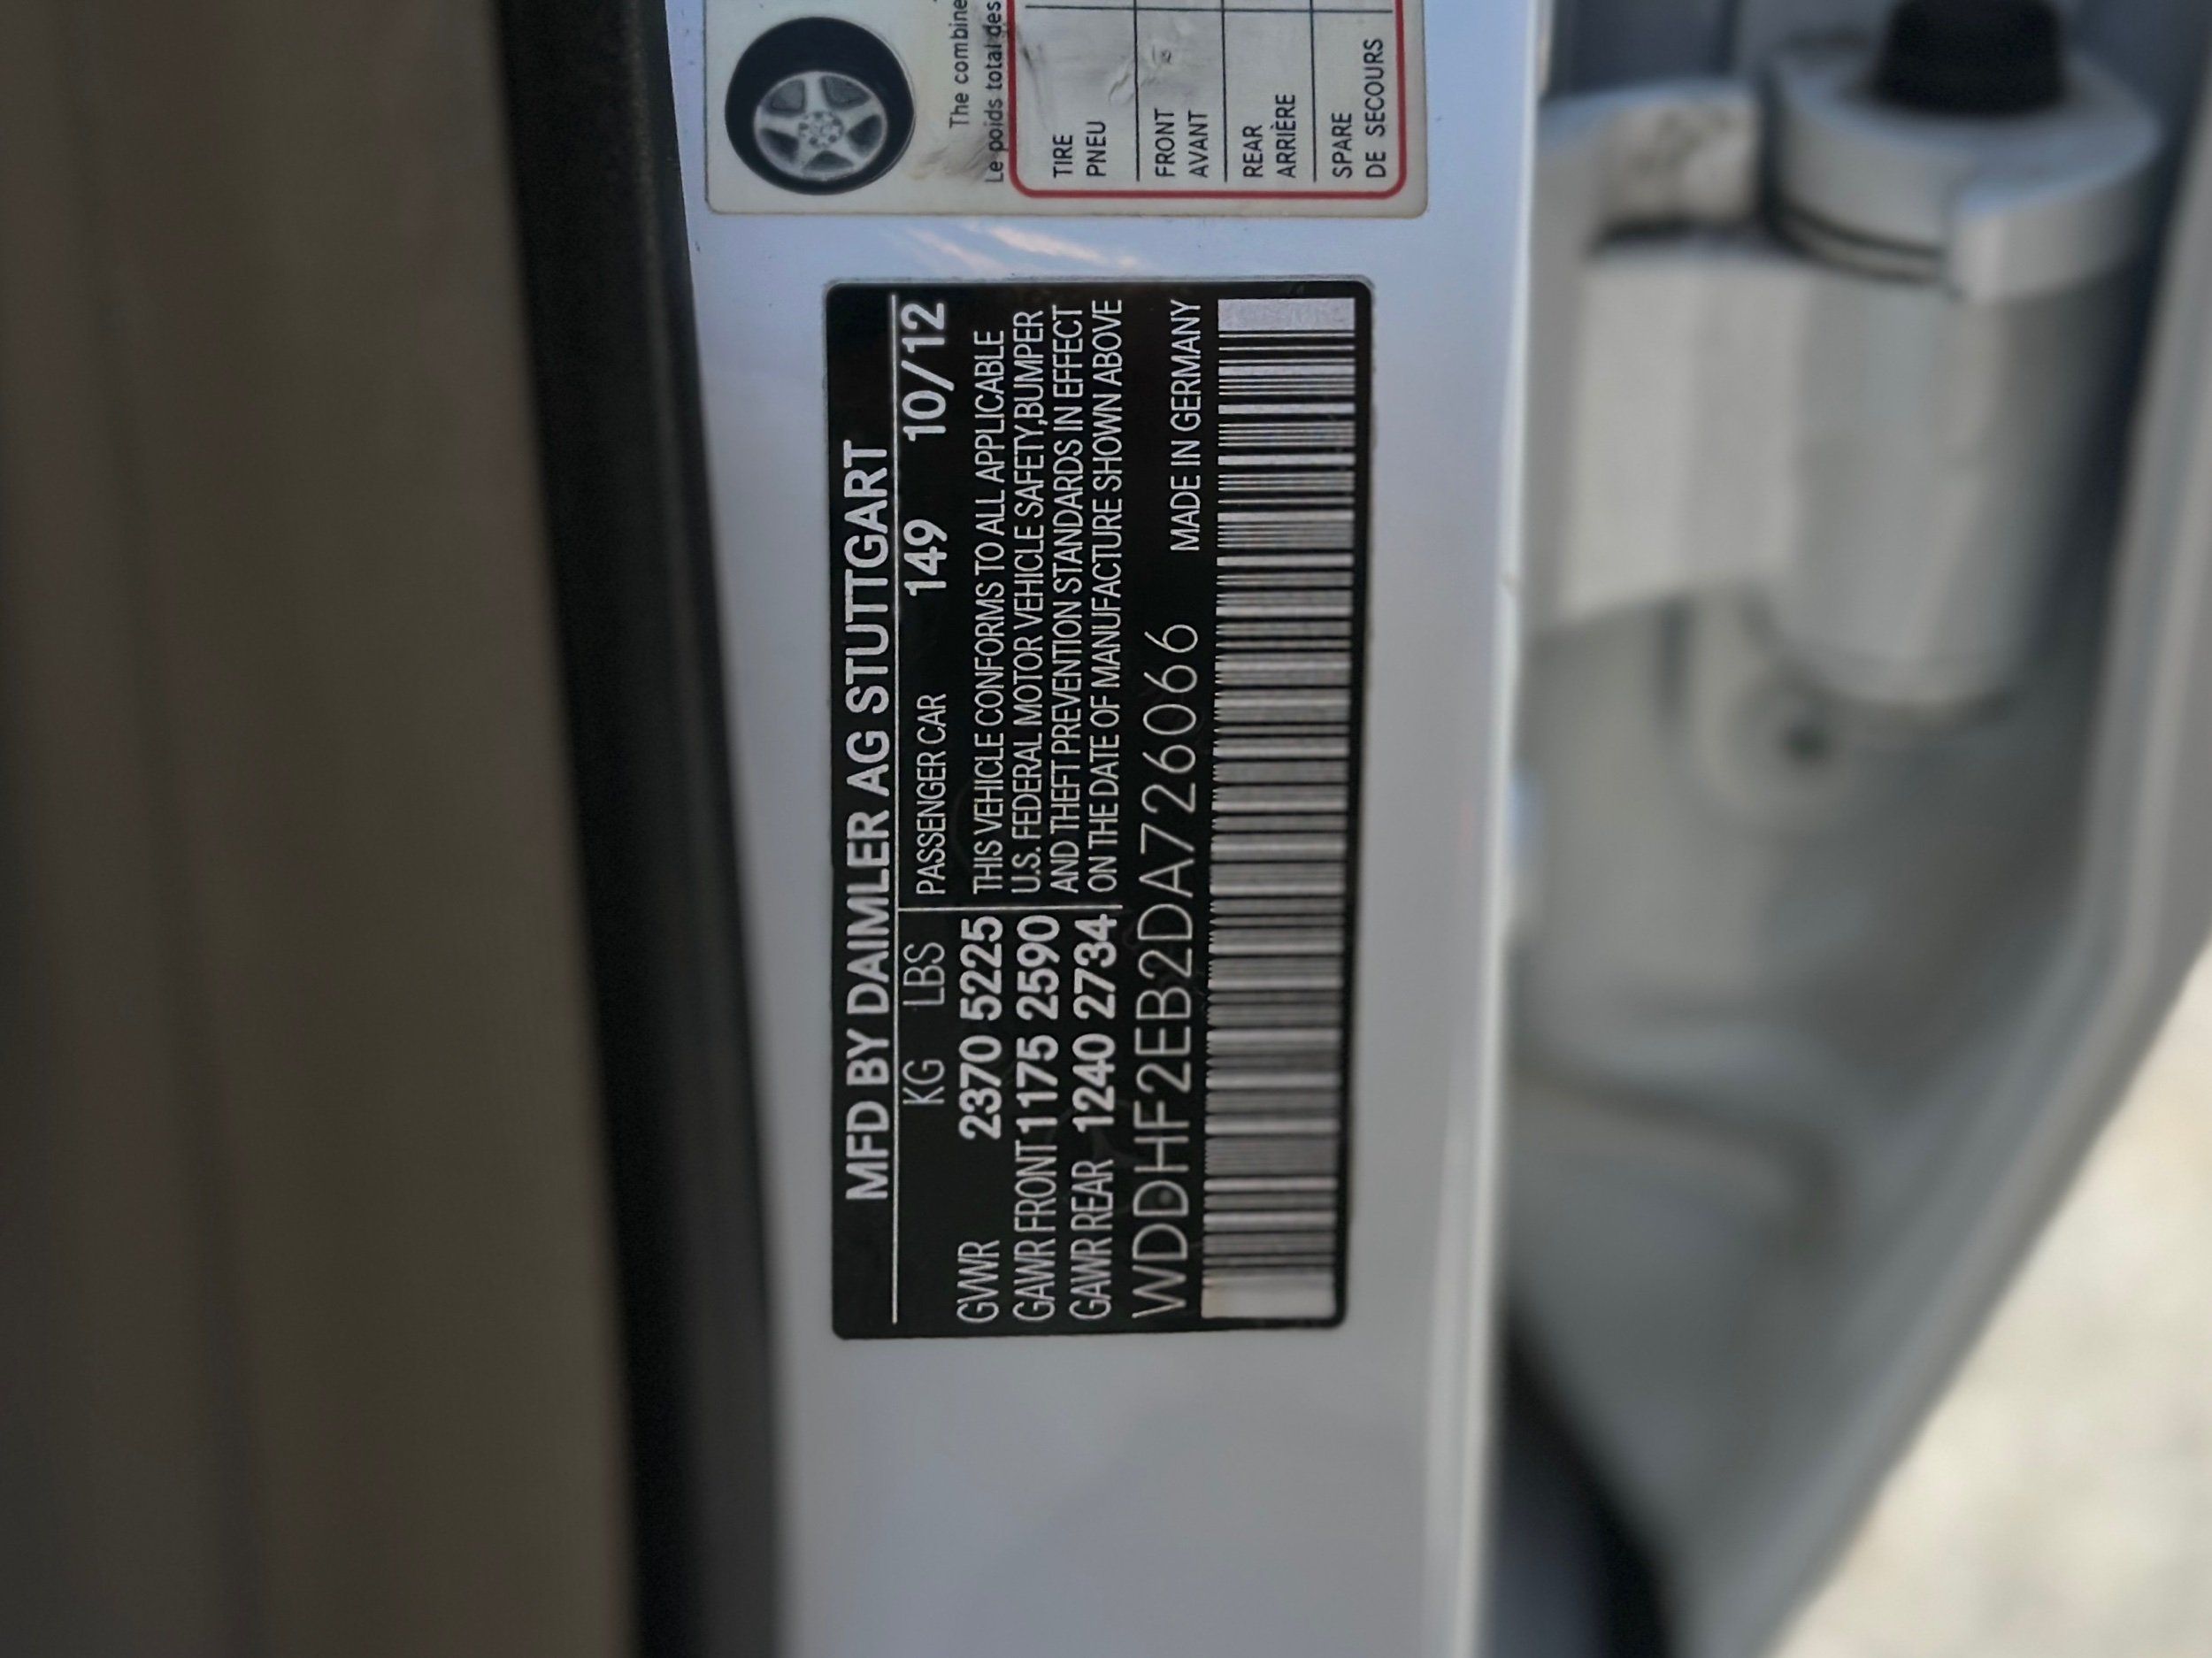 The combine
Le poids total des
TIRE
PNEU
FRONT
AVANT
REAR
ARRIÈRE
SPARE
DE SECOURS
MFD BY DAIMLER AG STUTTGART
KG LBS PASSENGER CAR 149 10/12
GVWR 2370 5225 THIS VEHICLE CONFORMS TO ALL APPLICABLE
GAWR FRONT 1175 2590 U.S. FEDERAL MOTOR VEHICLE SAFETY,BUMPER
GAWR REAR 1240 2734 AND THEFT PREVENTION STANDARDS IN EFFECT
ON THE DATE OF MANUFACTURE SHOWN ABOVE
WDDHF2EB2DA726066 MADE IN GERMANY